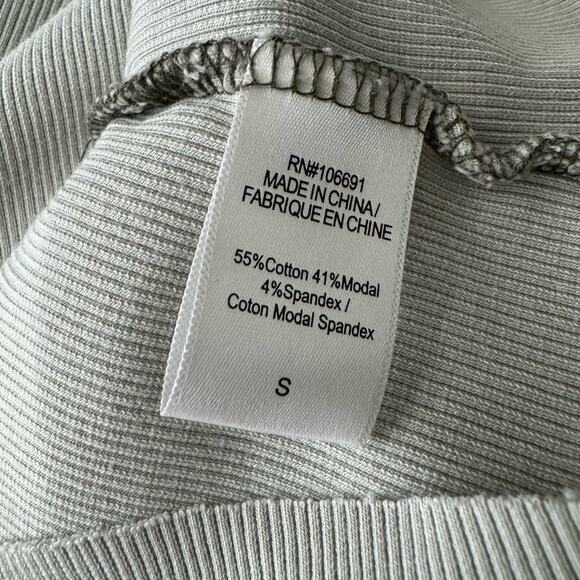 RN#106691
MADE IN CHINA/
FABRIQUE EN CHINE
55%Cotton 41%Modal
4%Spandex /
Coton Modal Spandex
S